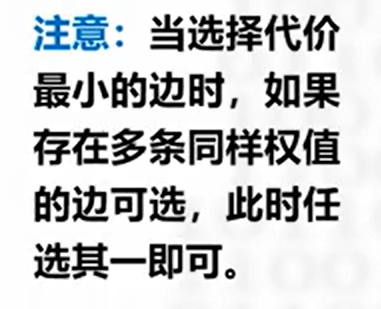 注意：当选择代价
最小的边时，如果
存在多条同样权值
的边可选，此时任
选其一即可。